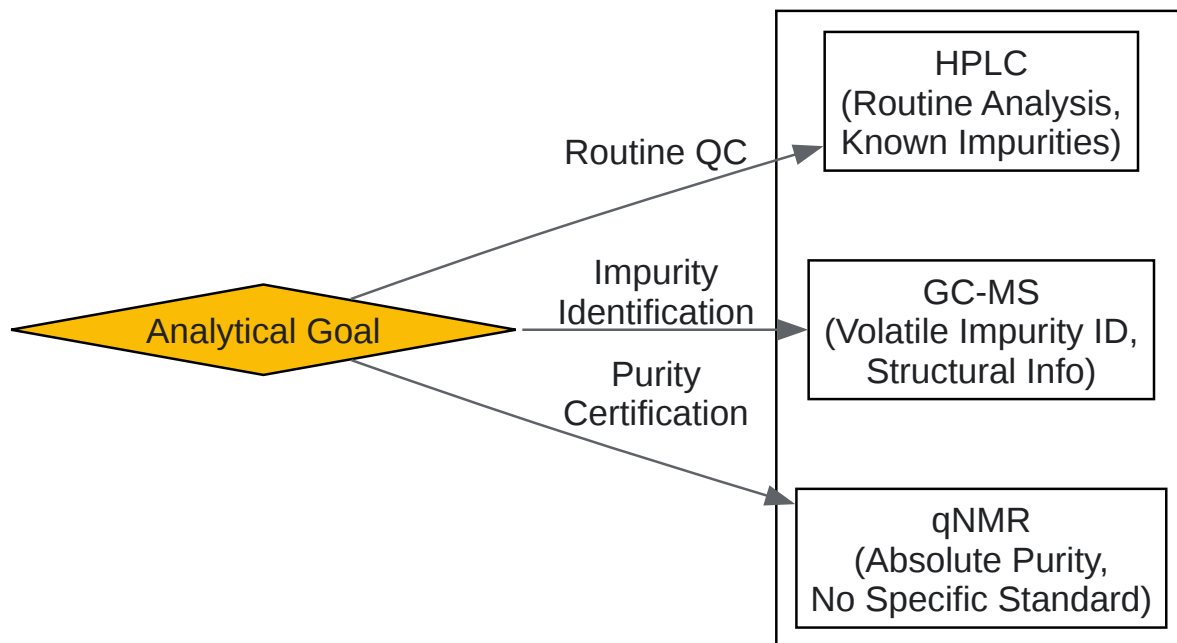 HPLC
(Routine Analysis,
Known Impurities)
Routine QC
Impurity
Identification
GC-MS
(Volatile Impurity ID,
Structural Info)
Analytical Goal
Purity
Certification
qNMR
(Absolute Purity,
No Specific Standard)